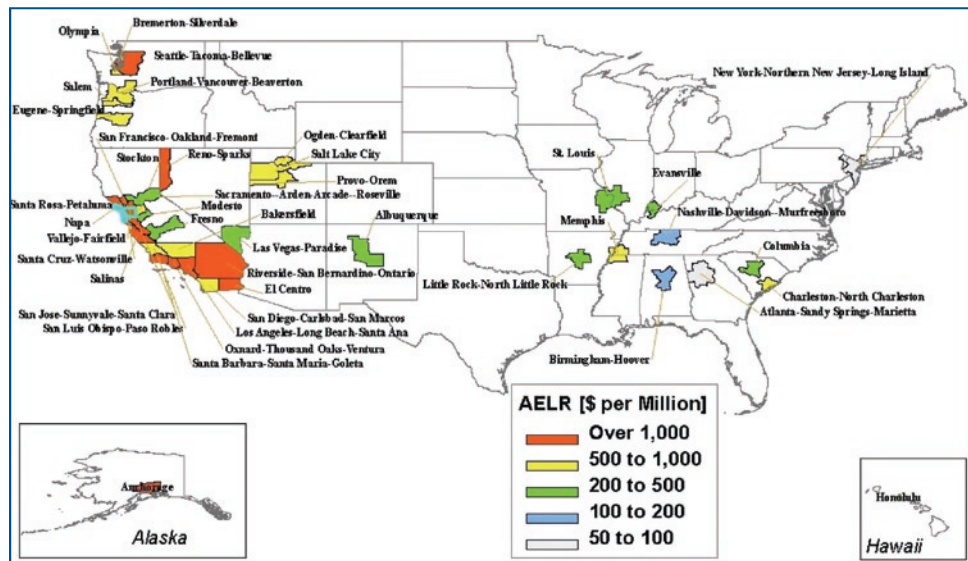 Bremerton-Silverdale
Olympia
Seattle-Tacoma-Bellevue
New York-Northern New Jersey-Long Island
Portland-Vancouver-Beaverton
Salem
Eugene-Springfield
San Francisco-Oakland-Fremont
Ogden-Clearfield
Stockton
Reno-Sparks
Salt Lake City
St. Louis
Evansville
Provo-Orem
Sacramento--Arden-Arcade--Roseville
Santa Rosa-Petaluma
Modesto
Bakersfield
Albuquerque
Memphis
Nashville-Davidson--Murfreesboro
Napa
Fresno
Vallejo-Fairfield
Las Vegas-Paradise
Columbia
Santa Cruz-Watsonville
Riverside-San Bernardino-Ontario
Little Rock-North Little Rock
Salinas
El Centro
Charleston-North Charleston
Atlanta-Sandy Springs-Marietta
San Jose-Sunnyvale-Santa Clara
San Diego-Carlsbad-San Marcos
San Luis Obispo-Paso Robles
Los Angeles-Long Beach-Santa Ana
Oxnard-Thousand Oaks-Ventura
Birmingham-Hoover
Santa Barbara-Santa Maria-Goleta
AELR [$ per Million]
Over 1,000
500 to 1,000
200 to 500
100 to 200
50 to 100
Anchorage
Alaska
Honolulu
Hawaii